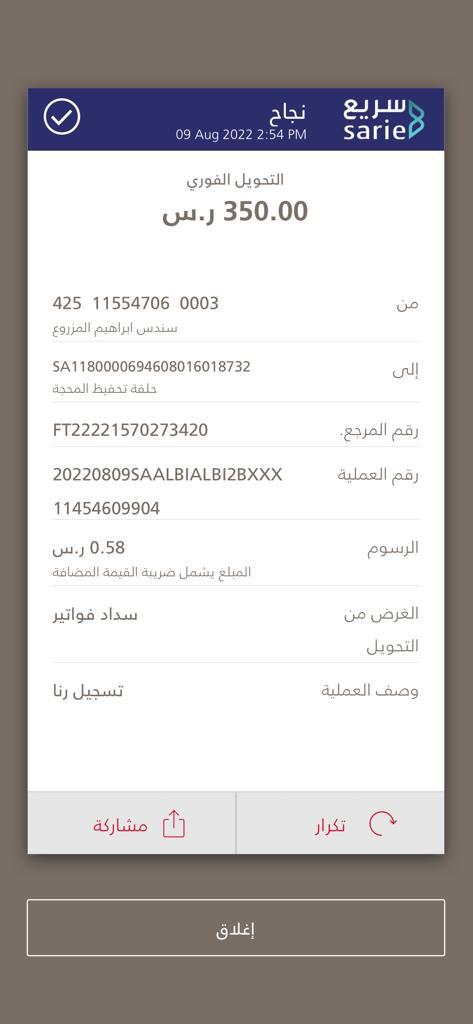 سريع
sarie
نجاح
09 Aug 2022 2:54 PM
التحويل الفوري
350.00 ر.س
من
425 11554706 0003
سندس ابراهيم المزروع
إلى
SA1180000694608016018732
حلقة تحفيظ المحجة
رقم المرجع.
FT22221570273420
رقم العملية
20220809SAALBIALBI2BXXX
11454609904
الرسوم
0.58 ر.س
المبلغ يشمل ضريبة القيمة المضافة
الغرض من
التحويل
سداد فواتير
وصف العملية
تسجيل رنا
تكرار
مشاركة
إغلاق